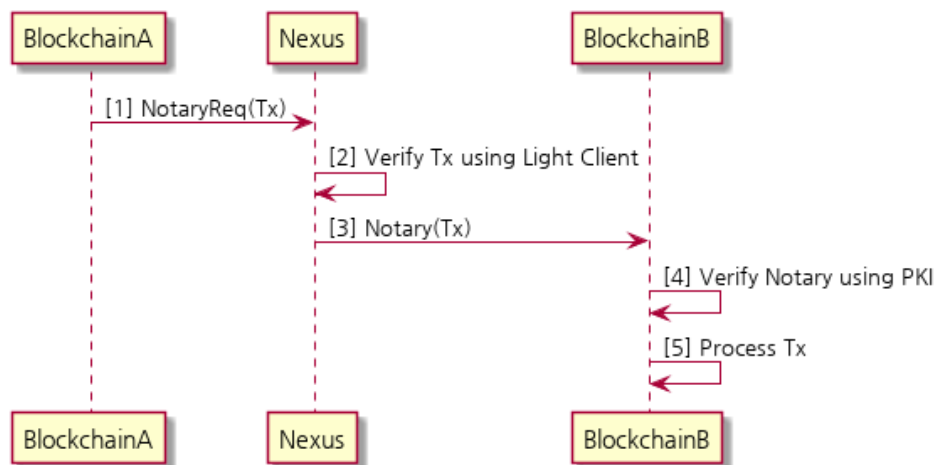 BlockchainA Nexus BlockchainB
[1] NotaryReq(Tx)
[2] Verify Tx using Light Client
[3] Notary(Tx)
[4] Verify Notary using PKI
[5] Process Tx
BlockchainA Nexus BlockchainB